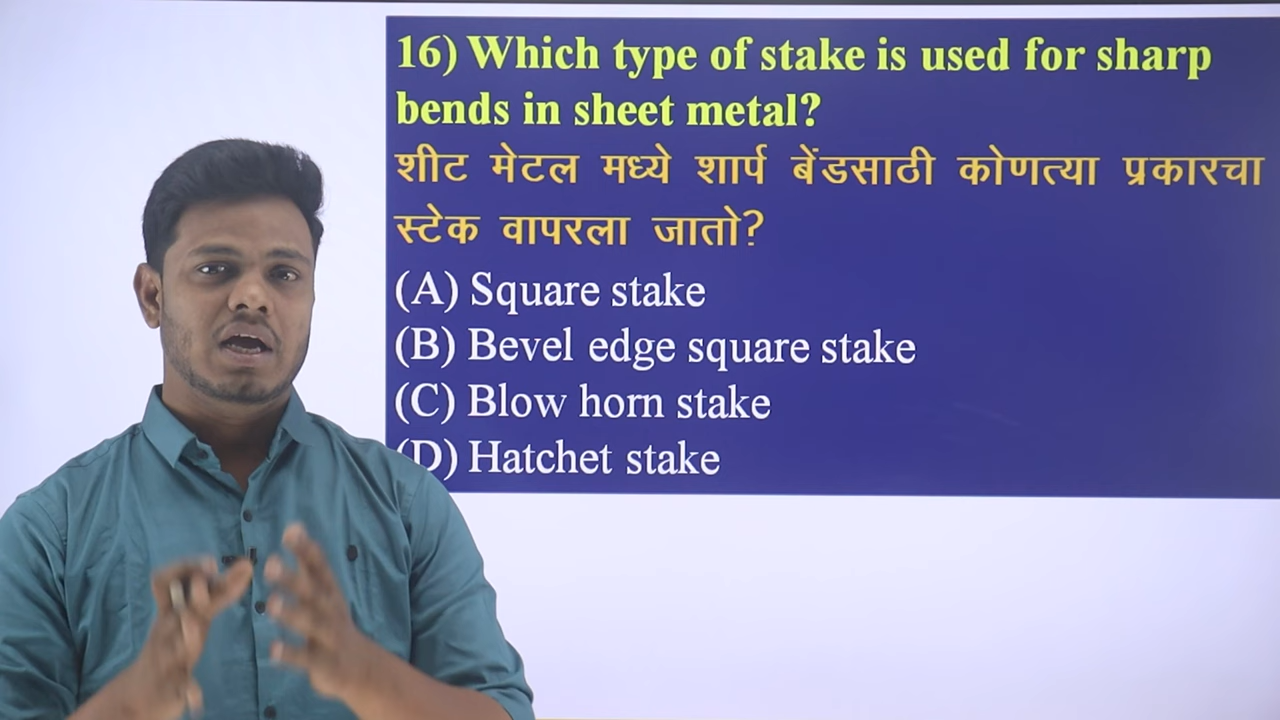 16) Which type of stake is used for sharp
bends in sheet metal?
शीट मेटल मध्ये शार्प बेंडसाठी कोणत्या प्रकारचा
स्टेक वापरला जातो?
(A) Square stake
(B) Bevel edge square stake
(C) Blow horn stake
(D) Hatchet stake